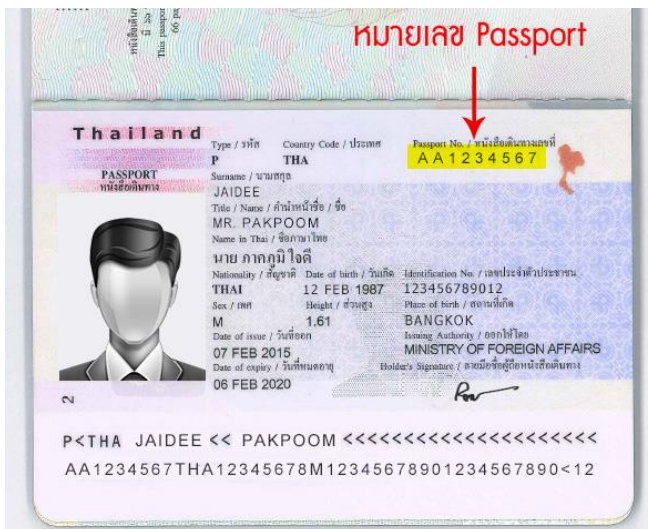 หมายเลข Passport
Thailand
PASSPORT
หนังสือเดินทาง
Type / รหัส Country Code / ประเทศ Passport No. / หนังสือเดินทางเลขที่
P THA AA1234567
Surname / นามสกุล
JAIDEE
Title / Name / คำนำหน้าชื่อ / ชื่อ
MR. PAKPOOM
Name in Thai / ชื่อภาษาไทย
นาย ภาคภูมิ ใจดี
Nationality / สัญชาติ Date of birth / วันเกิด Identification No. / เลขประจำตัวประชาชน
THAI 12 FEB 1987 123456789012
Sex / เพศ Height / ส่วนสูง Place of birth / สถานที่เกิด
M 1.61 BANGKOK
Date of issue / วันที่ออก Issuing Authority / ออกให้โดย
07 FEB 2015 MINISTRY OF FOREIGN AFFAIRS
Date of expiry / วันที่หมดอายุ Holder's Signature / ลายมือชื่อผู้ถือหนังสือเดินทาง
06 FEB 2020
2
P<THA JAIDEE << PAKPOOM <<<<<<<<<<<<<<<<<<<<<<
AA1234567THA12345678M12345678901234567890<12